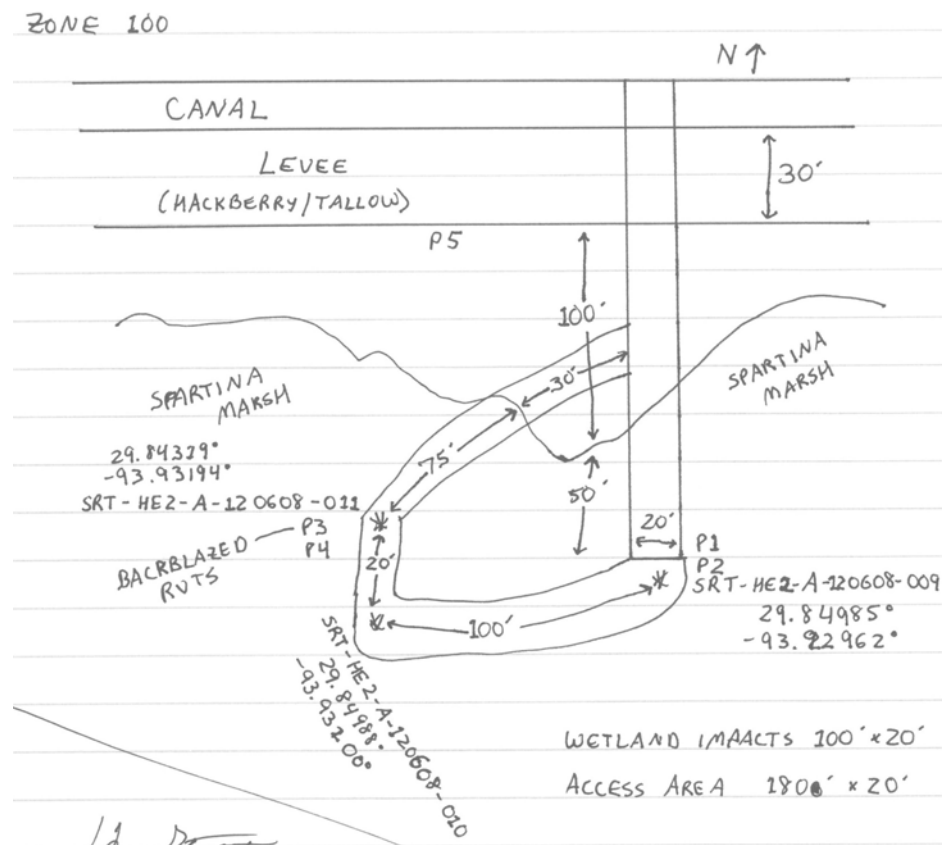 ZONE 100
N
CANAL
LEVEE
(HACKBERRY/TALLOW)
30'
P5
100'
30'
SPARTINA
MARSH
SPARTINA
MARSH
75'
29.84339°
-93.93194°
SRT-HE2-A-120608-011
50'
P3
P4
BACKBLAZED
RUTS
20'
20'
P1
P2
SRT-HE2-A-120608-009
29.84985°
-93.92962°
100'
SRT-HE2-A-120608-010
29.84988°
-93.93200°
WETLAND IMPACTS 100' x 20'
ACCESS AREA 180' x 20'